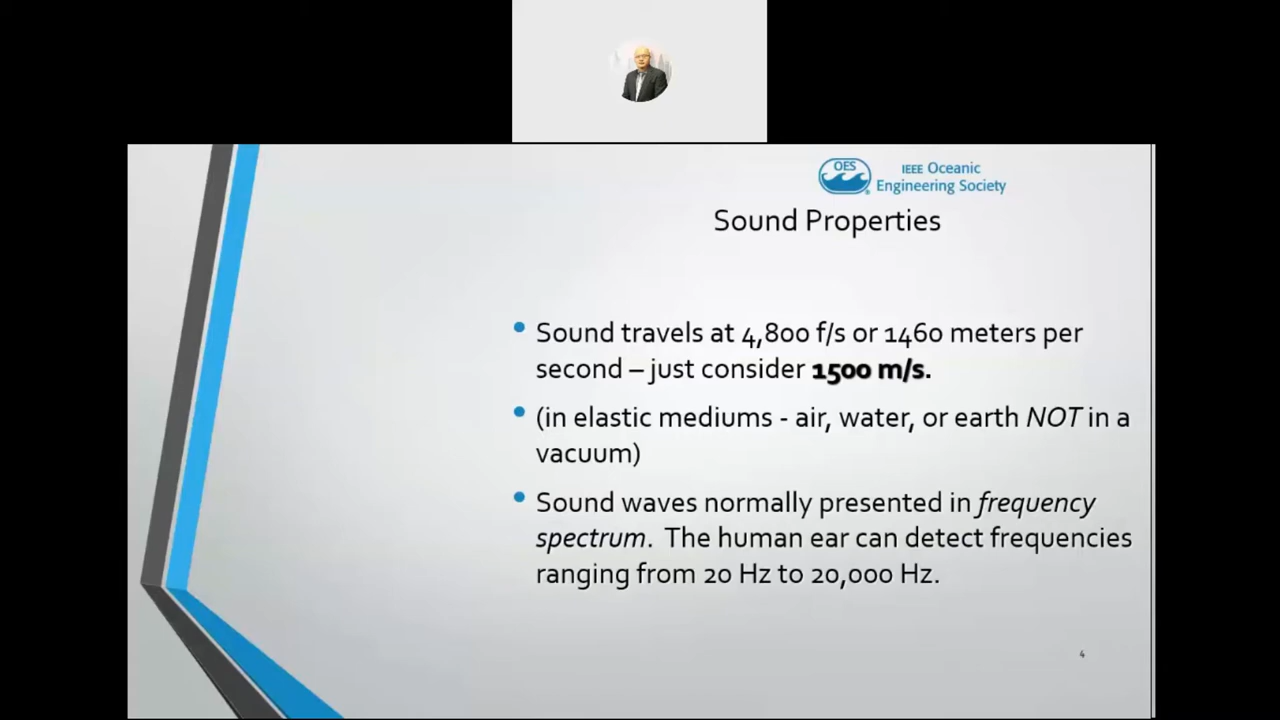 OES
IEEE Oceanic
Engineering Society
Sound Properties
• Sound travels at 4,800 f/s or 1460 meters per
second – just consider 1500 m/s.
• (in elastic mediums - air, water, or earth NOT in a
vacuum)
• Sound waves normally presented in frequency
spectrum. The human ear can detect frequencies
ranging from 20 Hz to 20,000 Hz.
4